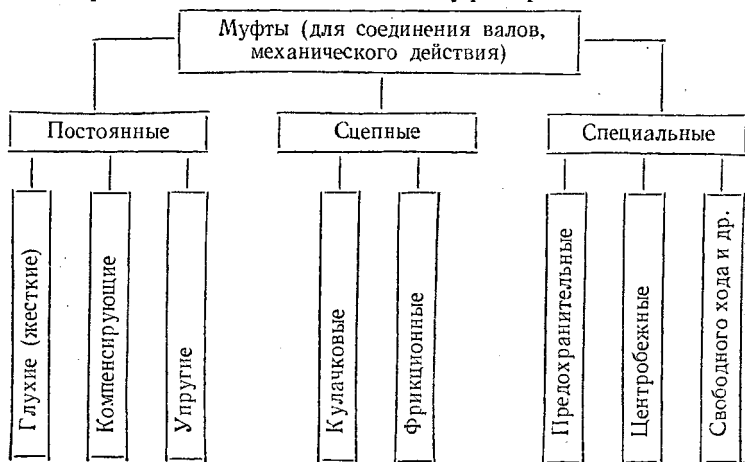 Муфты (для соединения валов,
механического действия)
Постоянные
Сцепные
Специальные
Глухие (жесткие)
Компенсирующие
Упругие
Кулачковые
Фрикционные
Предохранительные
Центробежные
Свободного хода и др.